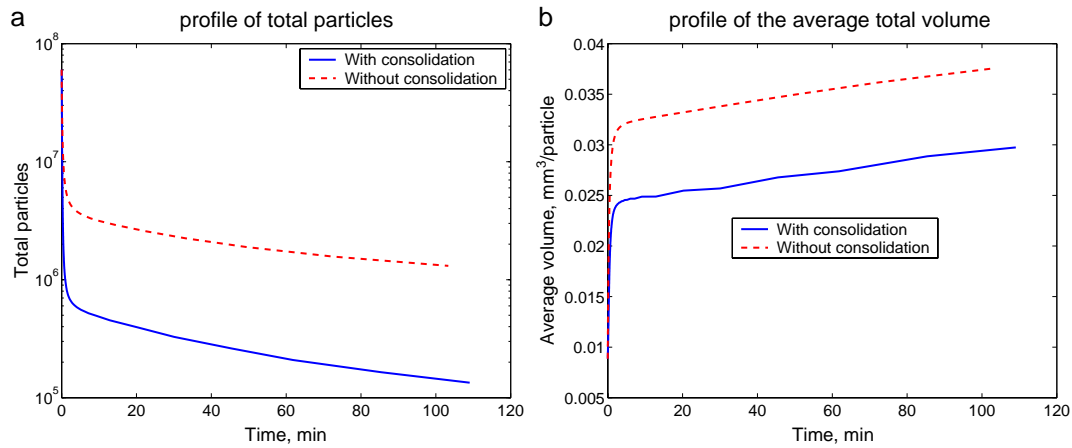 a
profile of total particles
10^8
10^7
10^6
10^5
Total particles
With consolidation
Without consolidation
0 20 40 60 80 100 120
Time, min
b
profile of the average total volume
0.04
0.035
0.03
0.025
0.02
0.015
0.01
0.005
Average volume, mm^3/particle
With consolidation
Without consolidation
0 20 40 60 80 100 120
Time, min